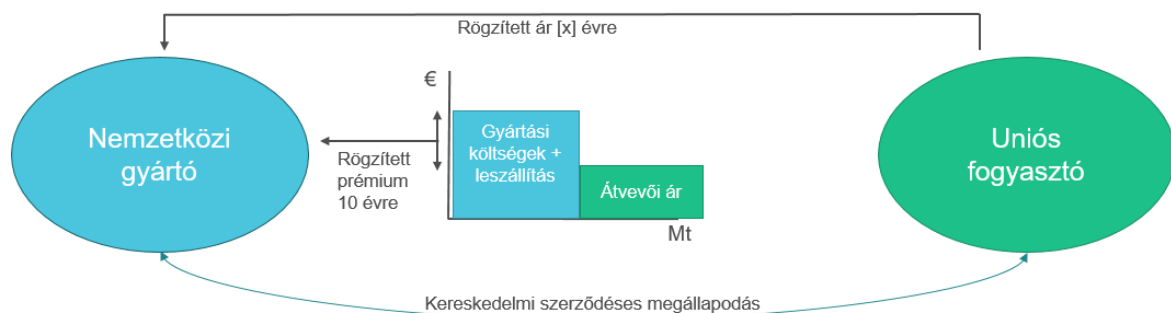 Rögzített ár [x] évre
€
Nemzetközi
gyártó
Rögzített
prémium
10 évre
Gyártási
költségek +
leszállítás
Átvevői ár
Mt
Uniós
fogyasztó
Kereskedelmi szerződéses megállapodás